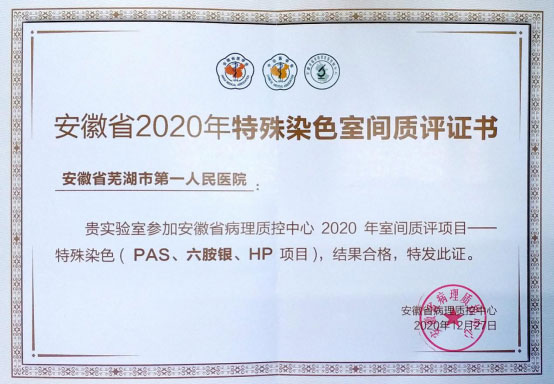 安徽省2020年特殊染色室间质评证书
安徽省芜湖市第一人民医院：
贵实验室参加安徽省病理质控中心 2020 年室间质评项目——
特殊染色（ PAS、六胺银、HP 项目），结果合格，特发此证。
安徽省病理质控中心
2020年12月27日